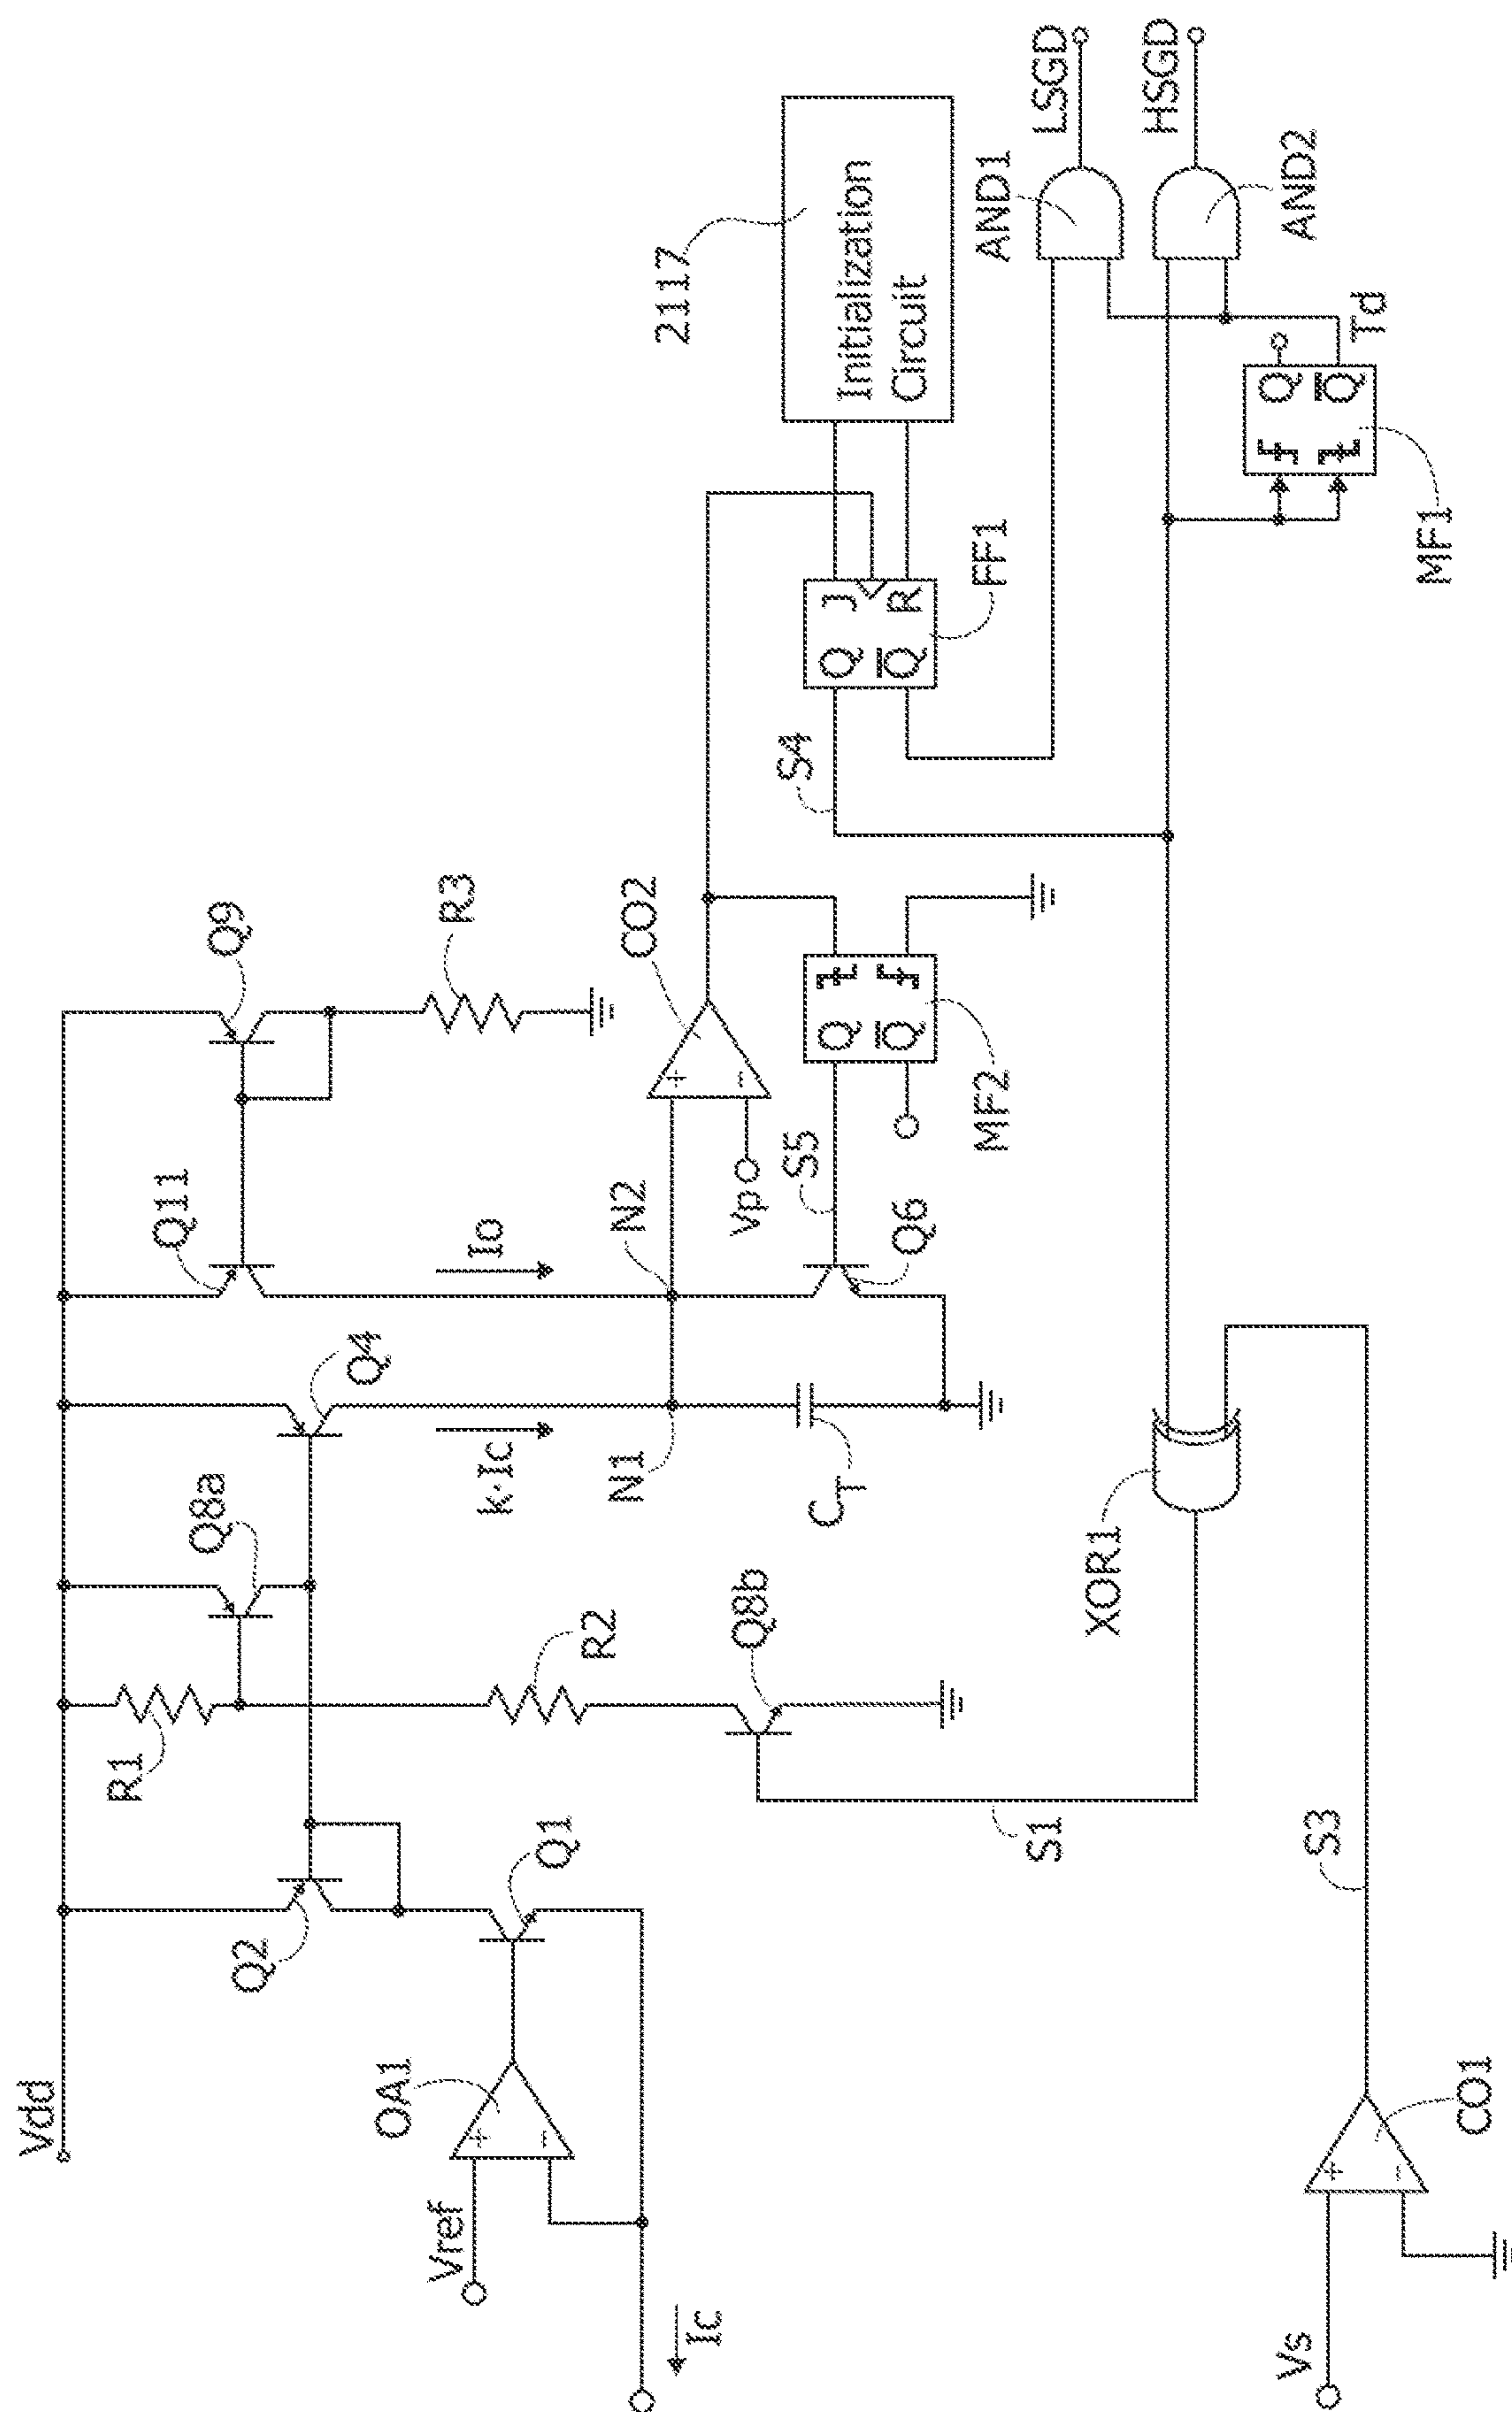 Vdd
Q2
R1
Q8a
Q4
Q11
Q9
R3
OA1
+
-
Vref
Ic
Q1
R2
k·Ic
Io
N1
N2
CT
Q8b
+
-
CO2
Vp
S5
Q6
Q
Q̅
MF2
S4
Q
J
Q̅
R
FF1
2117
Initialization
Circuit
AND1
LSGD
HSGD
AND2
Q
Q̅
Td
MF1
XOR1
S1
S3
Vs
+
-
CO1